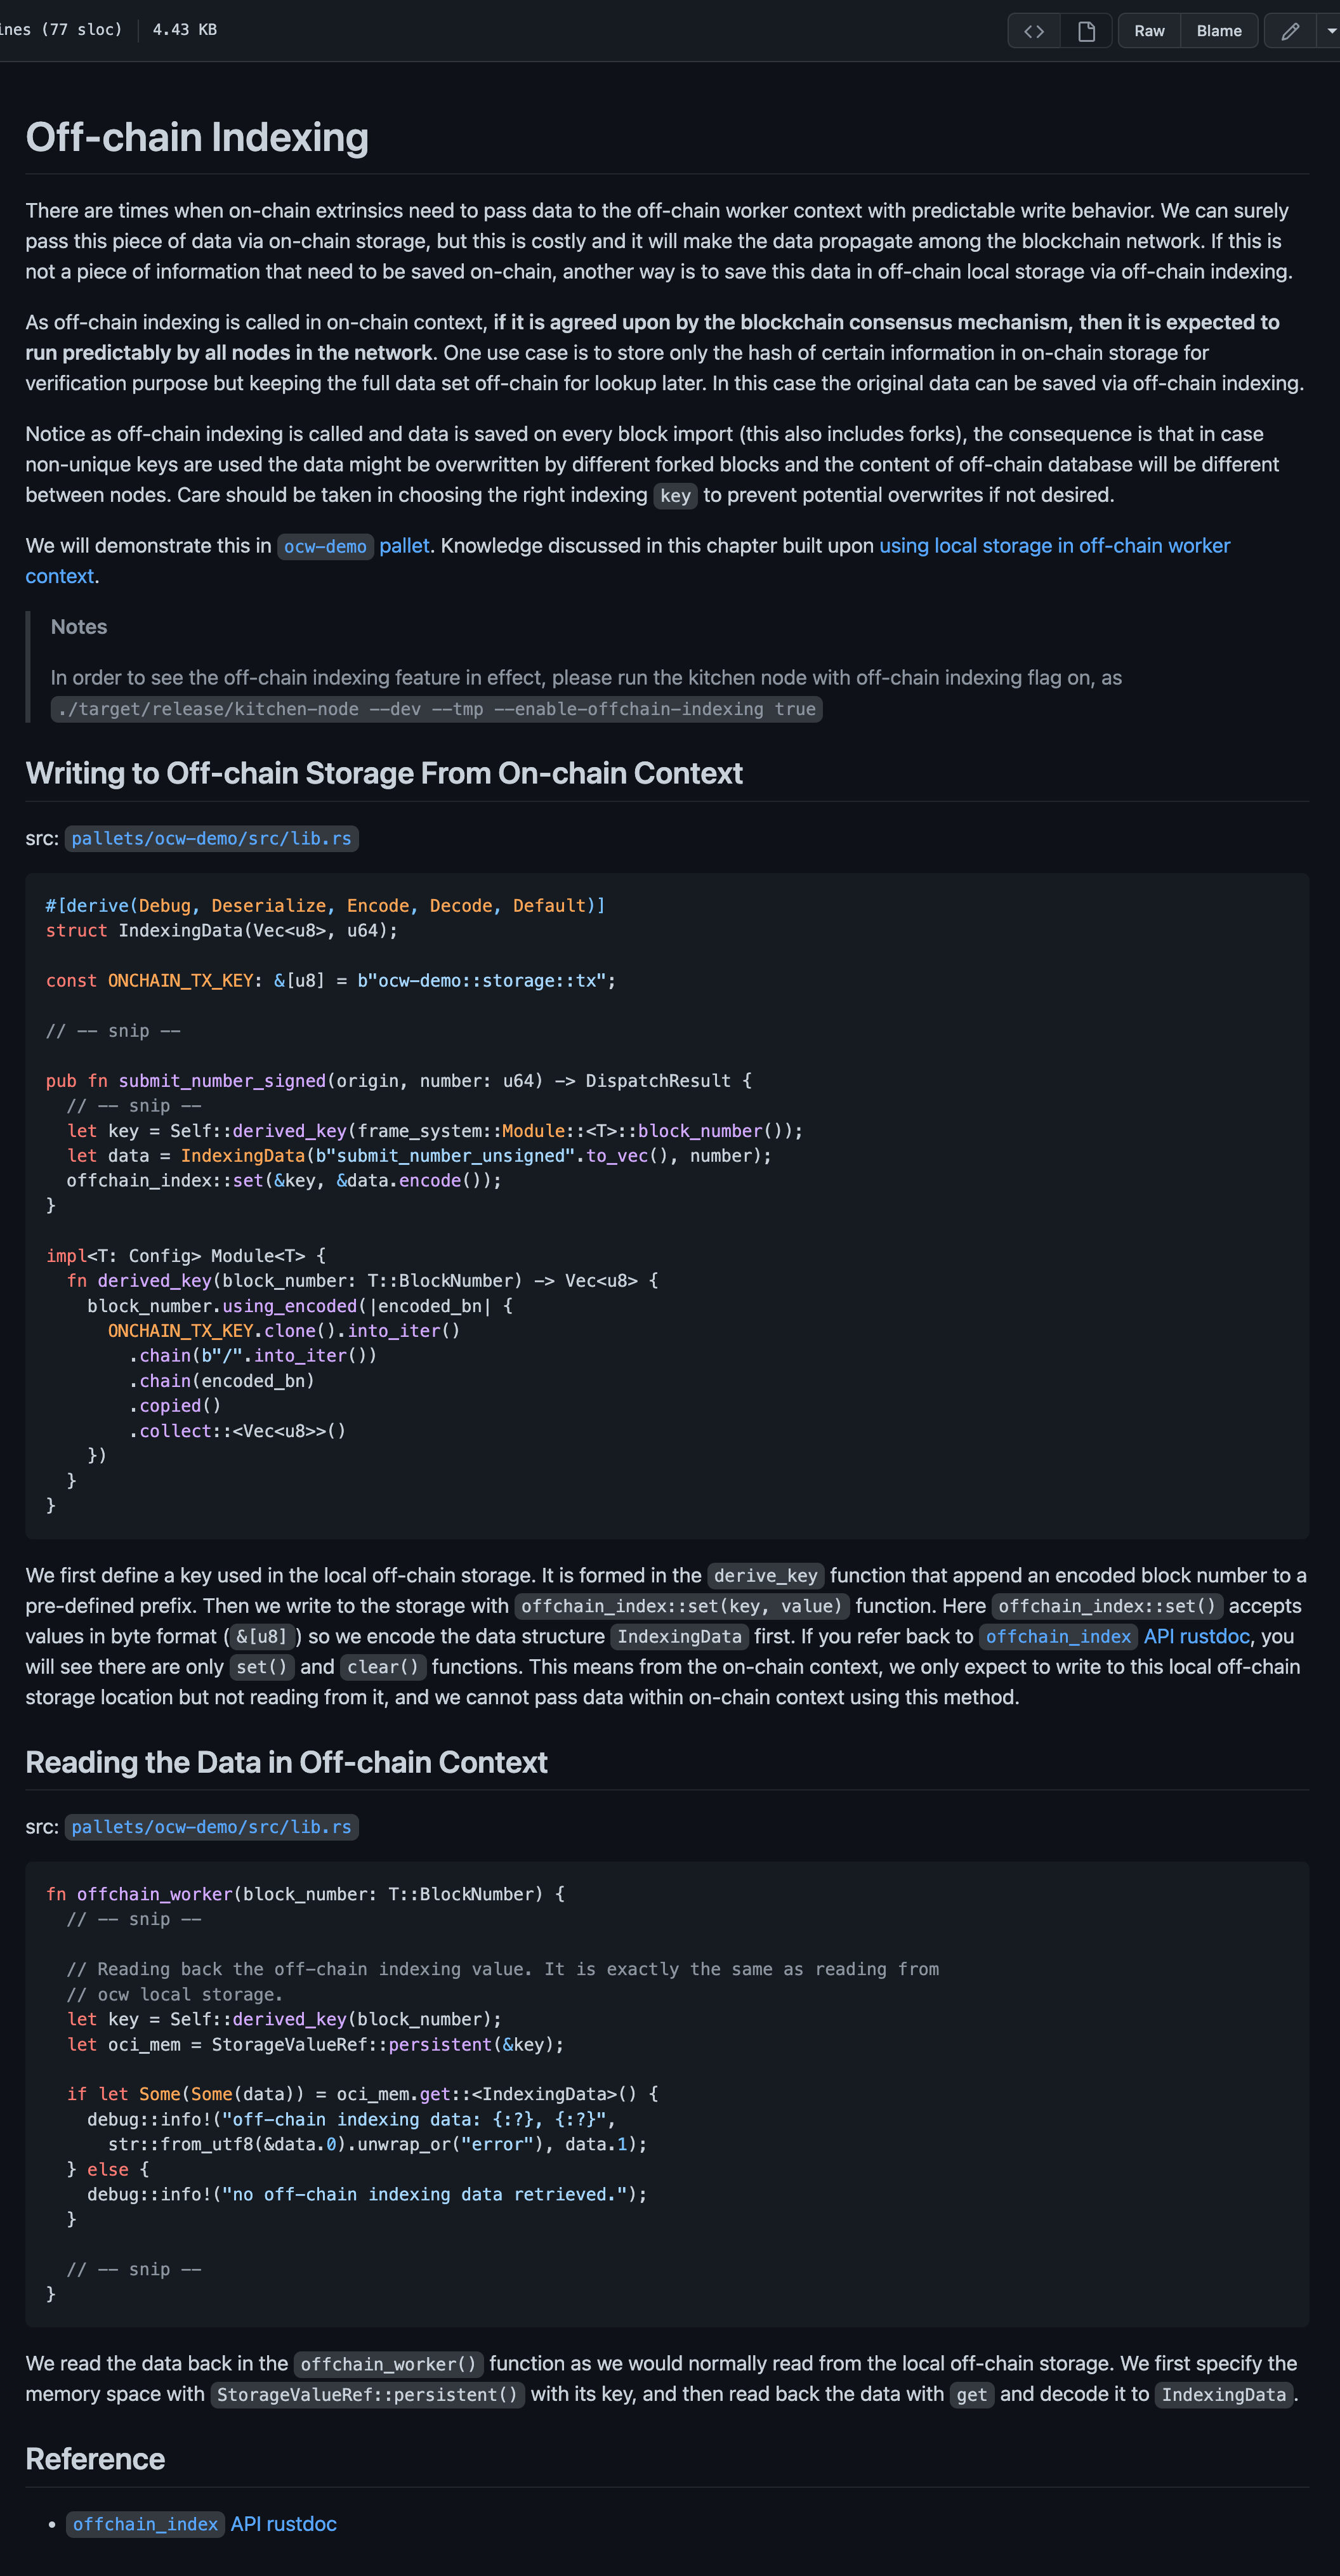 ines (77 sloc) 4.43 KB
Raw Blame
Off-chain Indexing
There are times when on-chain extrinsics need to pass data to the off-chain worker context with predictable write behavior. We can surely
pass this piece of data via on-chain storage, but this is costly and it will make the data propagate among the blockchain network. If this is
not a piece of information that need to be saved on-chain, another way is to save this data in off-chain local storage via off-chain indexing.
As off-chain indexing is called in on-chain context, if it is agreed upon by the blockchain consensus mechanism, then it is expected to
run predictably by all nodes in the network. One use case is to store only the hash of certain information in on-chain storage for
verification purpose but keeping the full data set off-chain for lookup later. In this case the original data can be saved via off-chain indexing.
Notice as off-chain indexing is called and data is saved on every block import (this also includes forks), the consequence is that in case
non-unique keys are used the data might be overwritten by different forked blocks and the content of off-chain database will be different
between nodes. Care should be taken in choosing the right indexing key to prevent potential overwrites if not desired.
We will demonstrate this in ocw-demo pallet. Knowledge discussed in this chapter built upon using local storage in off-chain worker
context.
Notes
In order to see the off-chain indexing feature in effect, please run the kitchen node with off-chain indexing flag on, as
./target/release/kitchen-node --dev --tmp --enable-offchain-indexing true
Writing to Off-chain Storage From On-chain Context
src: pallets/ocw-demo/src/lib.rs
#[derive(Debug, Deserialize, Encode, Decode, Default)]
struct IndexingData(Vec<u8>, u64);
const ONCHAIN_TX_KEY: &[u8] = b"ocw-demo::storage::tx";
// -- snip --
pub fn submit_number_signed(origin, number: u64) -> DispatchResult {
// -- snip --
let key = Self::derived_key(frame_system::Module::<T>::block_number());
let data = IndexingData(b"submit_number_unsigned".to_vec(), number);
offchain_index::set(&key, &data.encode());
}
impl<T: Config> Module<T> {
fn derived_key(block_number: T::BlockNumber) -> Vec<u8> {
block_number.using_encoded(|encoded_bn| {
ONCHAIN_TX_KEY.clone().into_iter()
.chain(b"/".into_iter())
.chain(encoded_bn)
.copied()
.collect::<Vec<u8>>()
})
}
}
We first define a key used in the local off-chain storage. It is formed in the derive_key function that append an encoded block number to a
pre-defined prefix. Then we write to the storage with offchain_index::set(key, value) function. Here offchain_index::set() accepts
values in byte format (&[u8]) so we encode the data structure IndexingData first. If you refer back to offchain_index API rustdoc, you
will see there are only set() and clear() functions. This means from the on-chain context, we only expect to write to this local off-chain
storage location but not reading from it, and we cannot pass data within on-chain context using this method.
Reading the Data in Off-chain Context
src: pallets/ocw-demo/src/lib.rs
fn offchain_worker(block_number: T::BlockNumber) {
// -- snip --
// Reading back the off-chain indexing value. It is exactly the same as reading from
// ocw local storage.
let key = Self::derived_key(block_number);
let oci_mem = StorageValueRef::persistent(&key);
if let Some(Some(data)) = oci_mem.get::<IndexingData>() {
debug::info!("off-chain indexing data: {:?}, {:?}",
str::from_utf8(&data.0).unwrap_or("error"), data.1);
} else {
debug::info!("no off-chain indexing data retrieved.");
}
// -- snip --
}
We read the data back in the offchain_worker() function as we would normally read from the local off-chain storage. We first specify the
memory space with StorageValueRef::persistent() with its key, and then read back the data with get and decode it to IndexingData.
Reference
• offchain_index API rustdoc